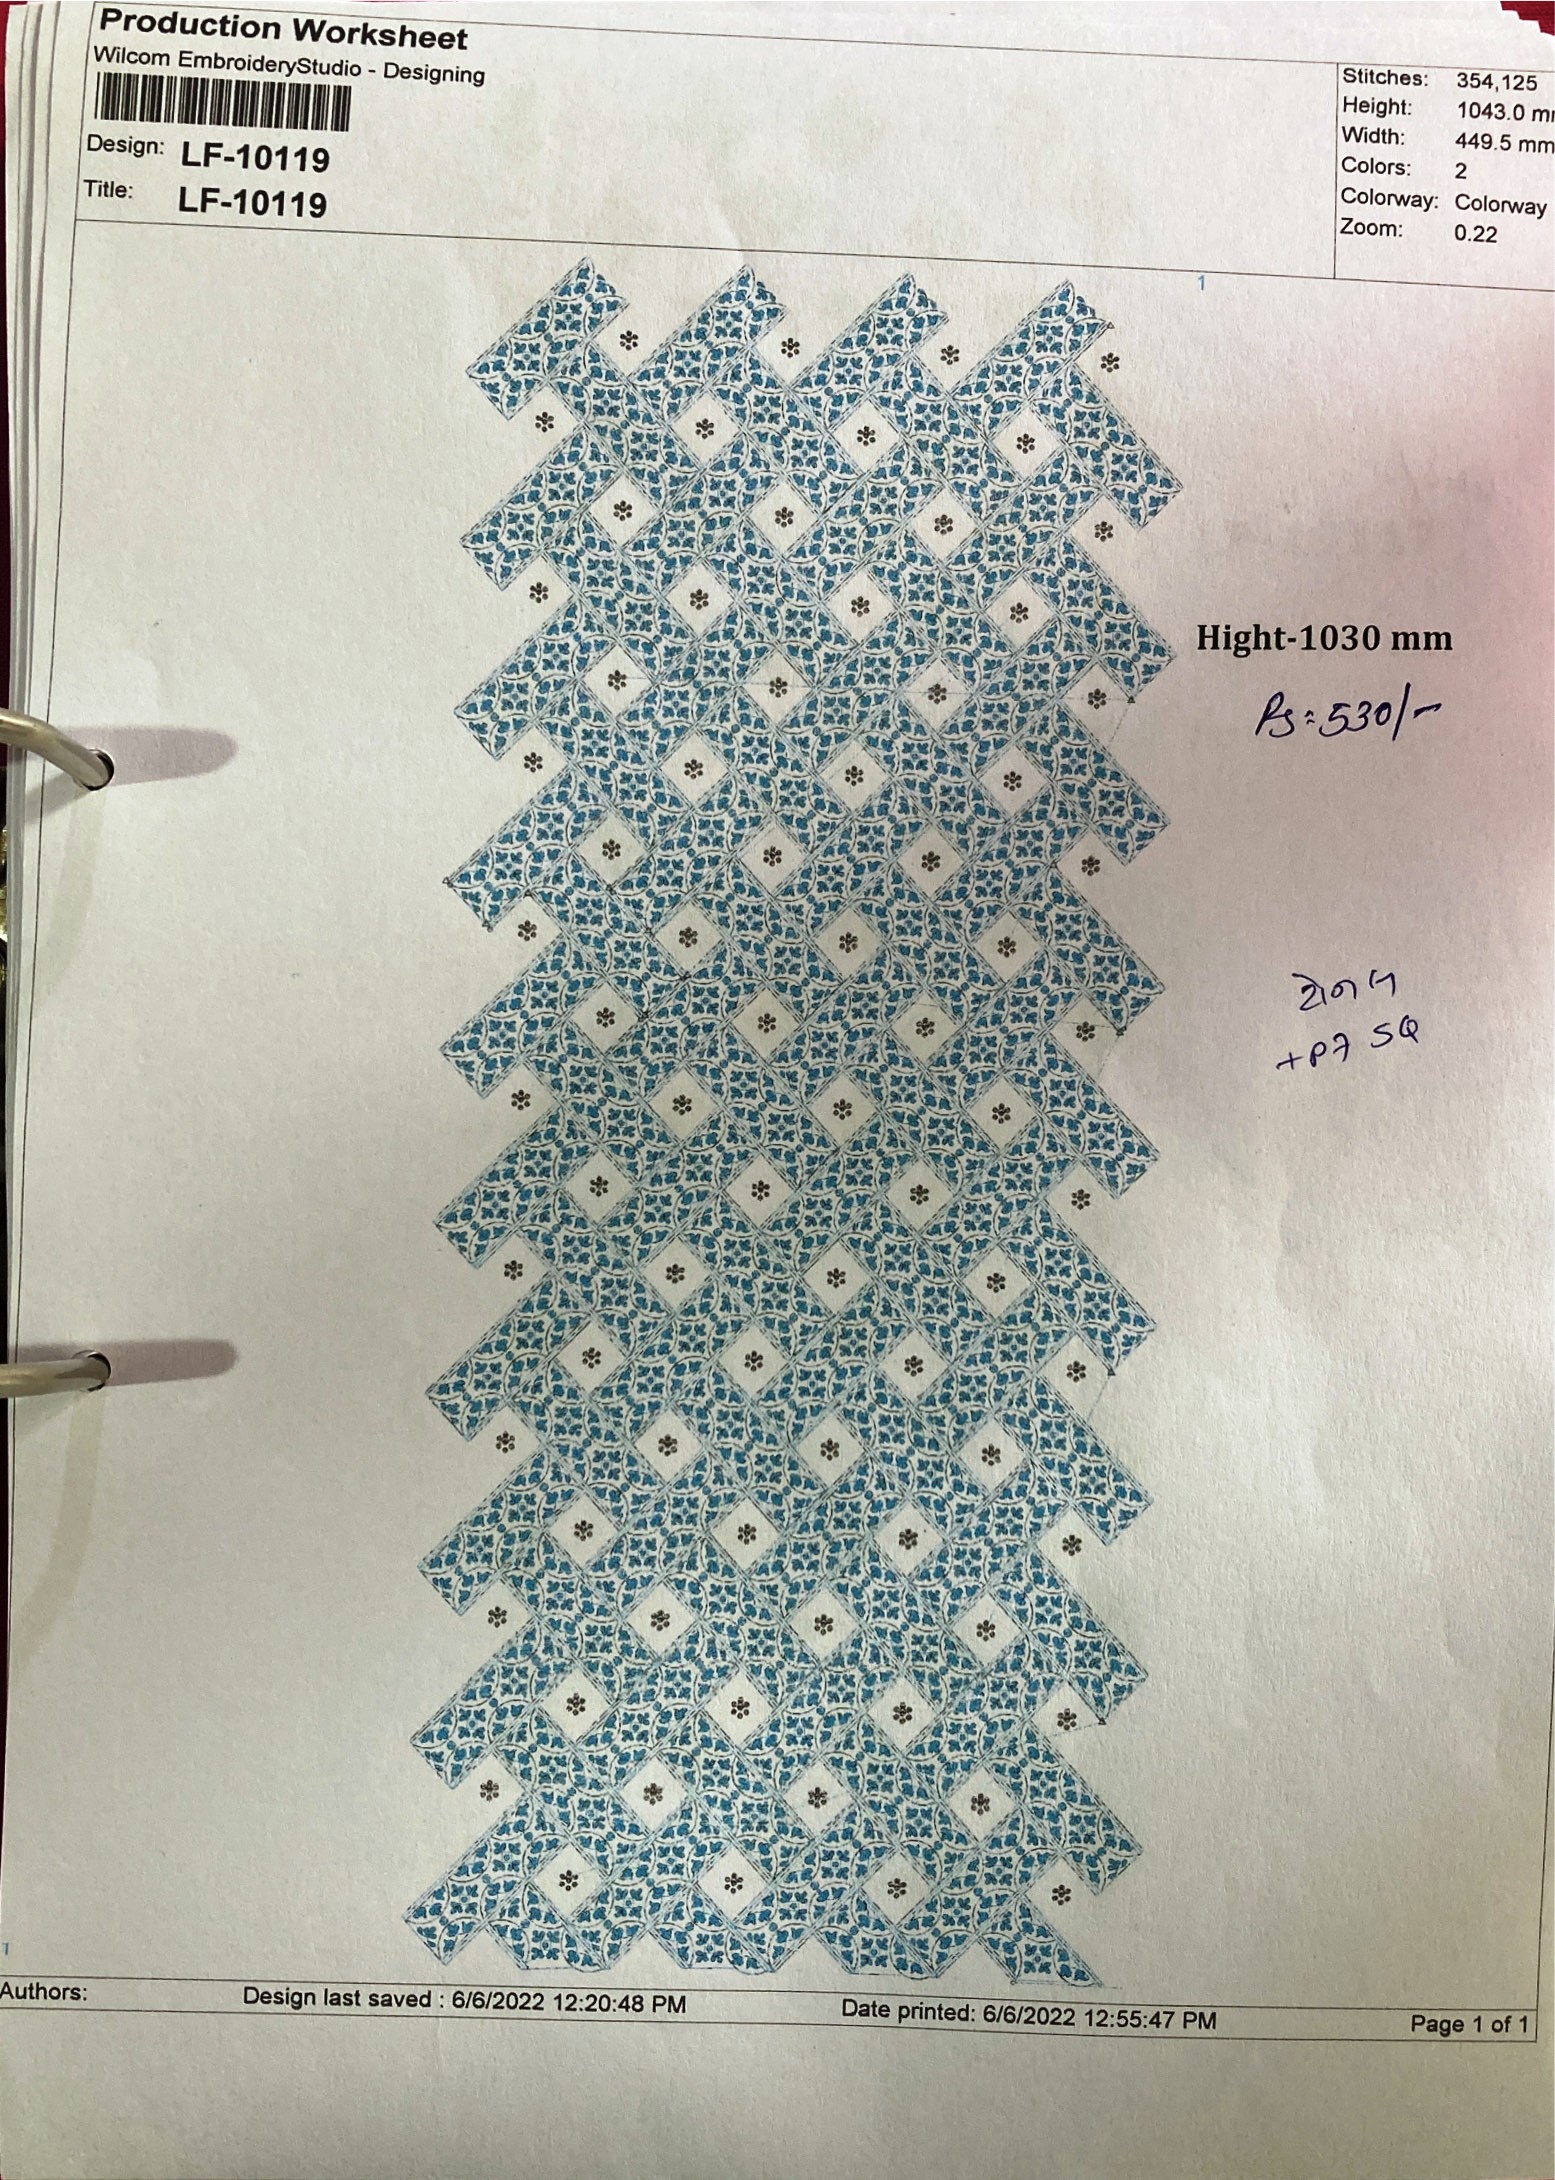 Production Worksheet
Wilcom EmbroideryStudio - Designing
Design: LF-10119
Title: LF-10119
Stitches: 354,125
Height: 1043.0 m
Width: 449.5 mm
Colors: 2
Colorway: Colorway
Zoom: 0.22
1
Hight-1030 mm
Rs = 530/-
SQ
1
Authors:
Design last saved : 6/6/2022 12:20:48 PM
Date printed: 6/6/2022 12:55:47 PM
Page 1 of 1